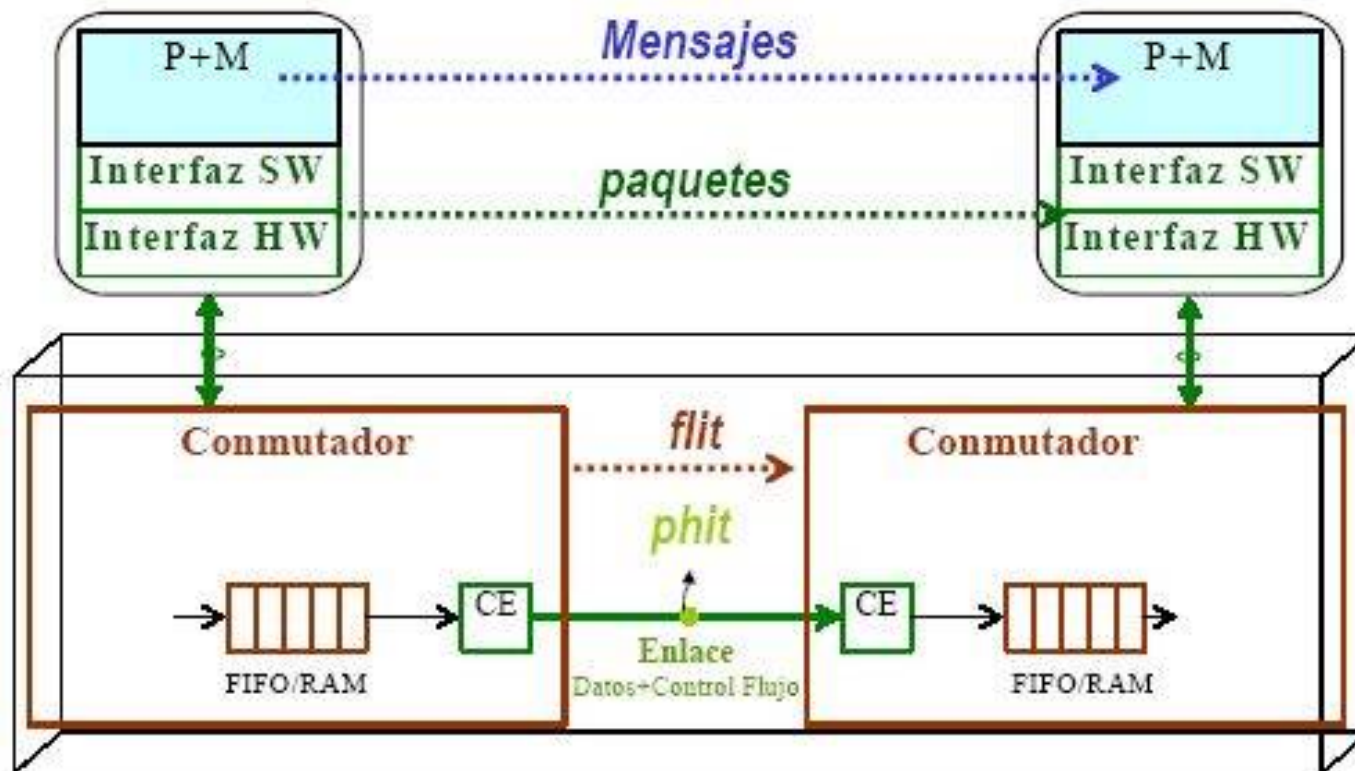 Mensajes
P+M
P+M
paquetes
Interfaz SW
Interfaz SW
Interfaz HW
Interfaz HW
Conmutador
flit
Conmutador
phit
CE
CE
Enlace
FIFO/RAM
Datos+Control Flujo
FIFO/RAM